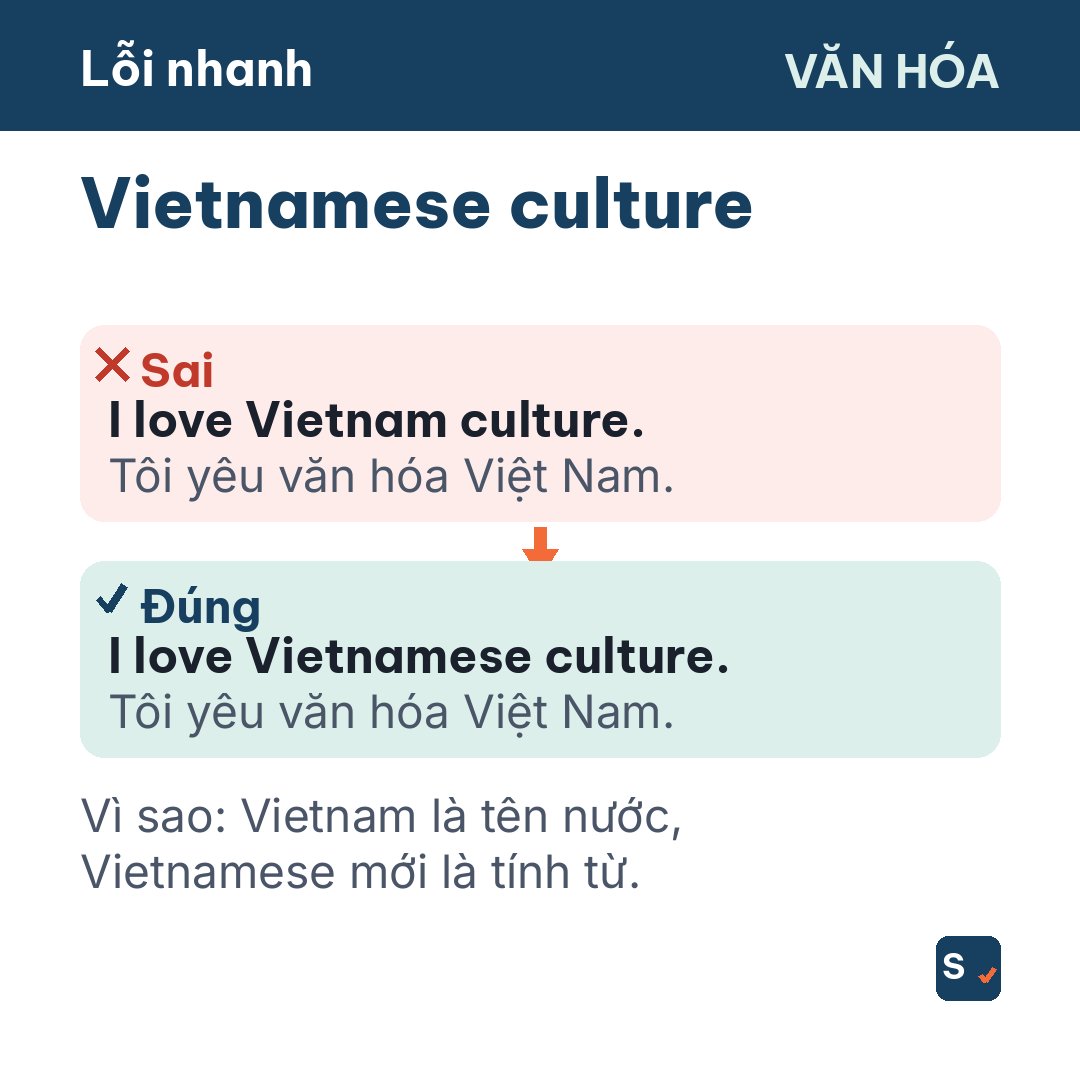 Lỗi nhanh
VĂN HÓA
Vietnamese culture
Sai
I love Vietnam culture.
Tôi yêu văn hóa Việt Nam.
Đúng
I love Vietnamese culture.
Tôi yêu văn hóa Việt Nam.
Vì sao: Vietnam là tên nước,
Vietnamese mới là tính từ.
S